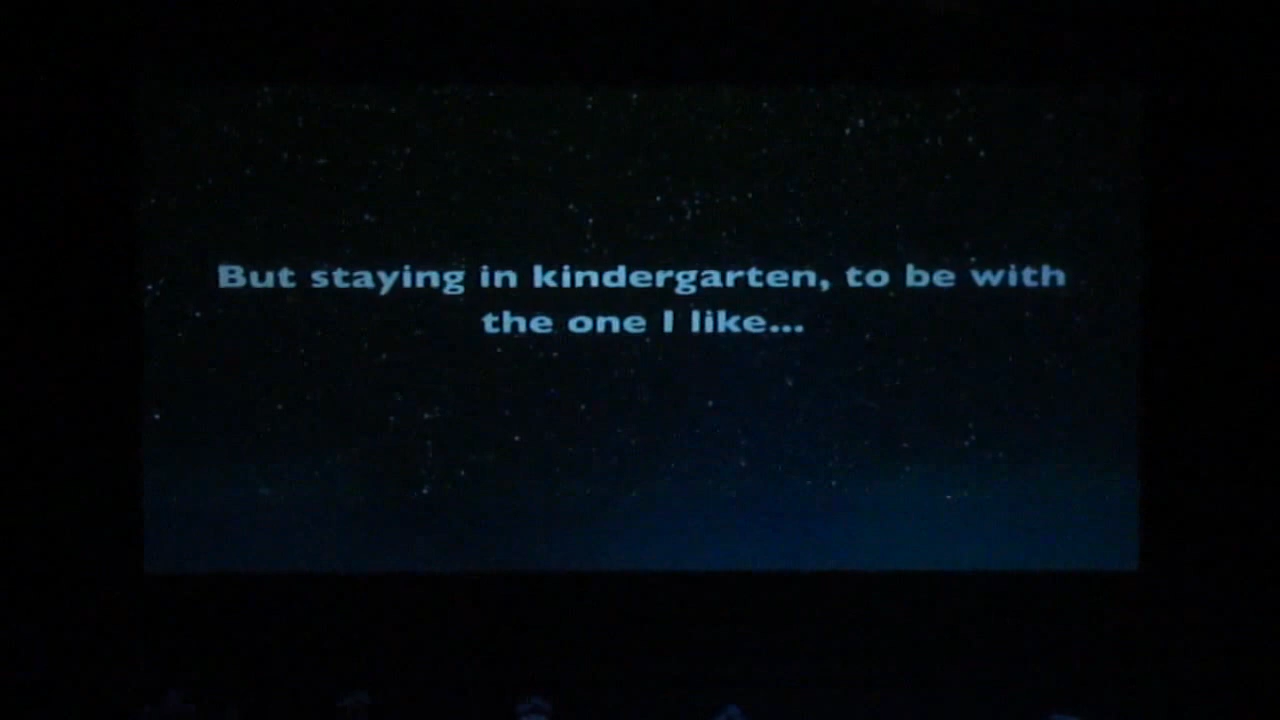 But staying in kindergarten, to be with
the one I like...